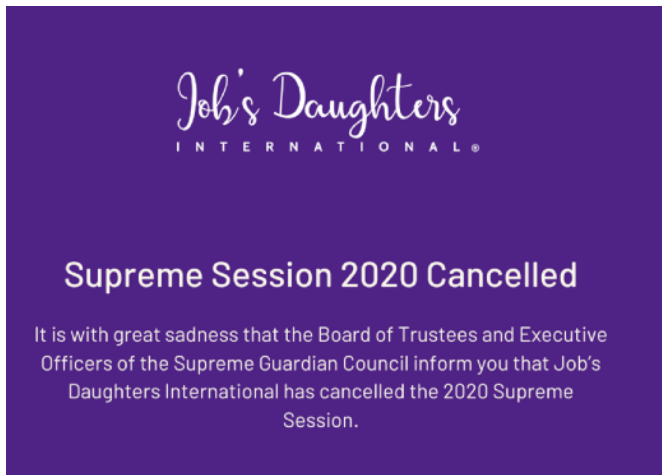 Job's Daughters
INTERNATIONAL®
Supreme Session 2020 Cancelled
It is with great sadness that the Board of Trustees and Executive
Officers of the Supreme Guardian Council inform you that Job's
Daughters International has cancelled the 2020 Supreme
Session.